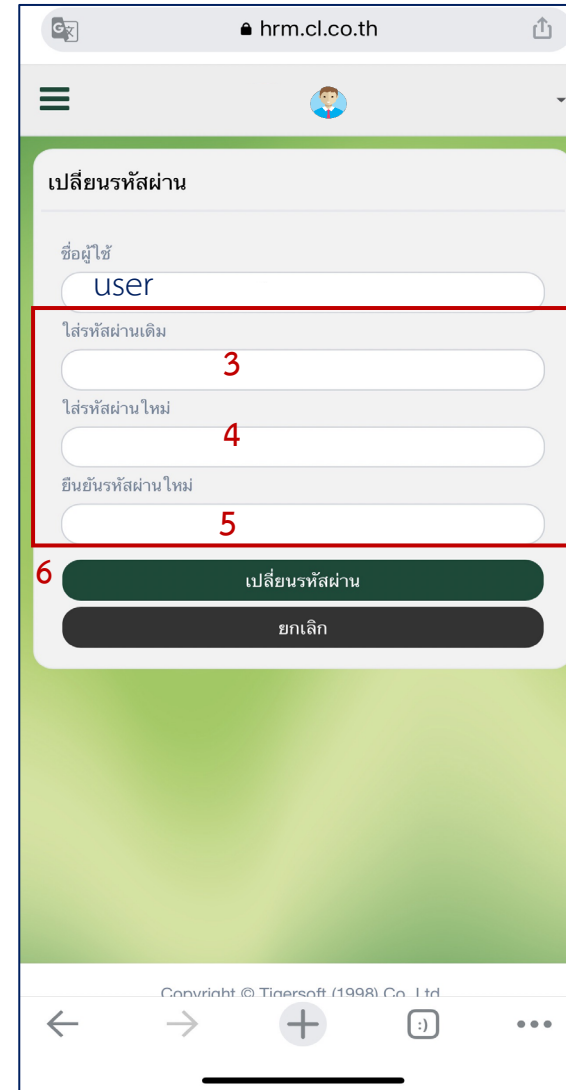 hrm.cl.co.th
เปลี่ยนรหัสผ่าน
ชื่อผู้ใช้
user
ใส่รหัสผ่านเดิม
3
ใส่รหัสผ่านใหม่
4
ยืนยันรหัสผ่านใหม่
5
6 เปลี่ยนรหัสผ่าน
ยกเลิก
Copyright © Tigersoft (1998) Co.,Ltd
:)